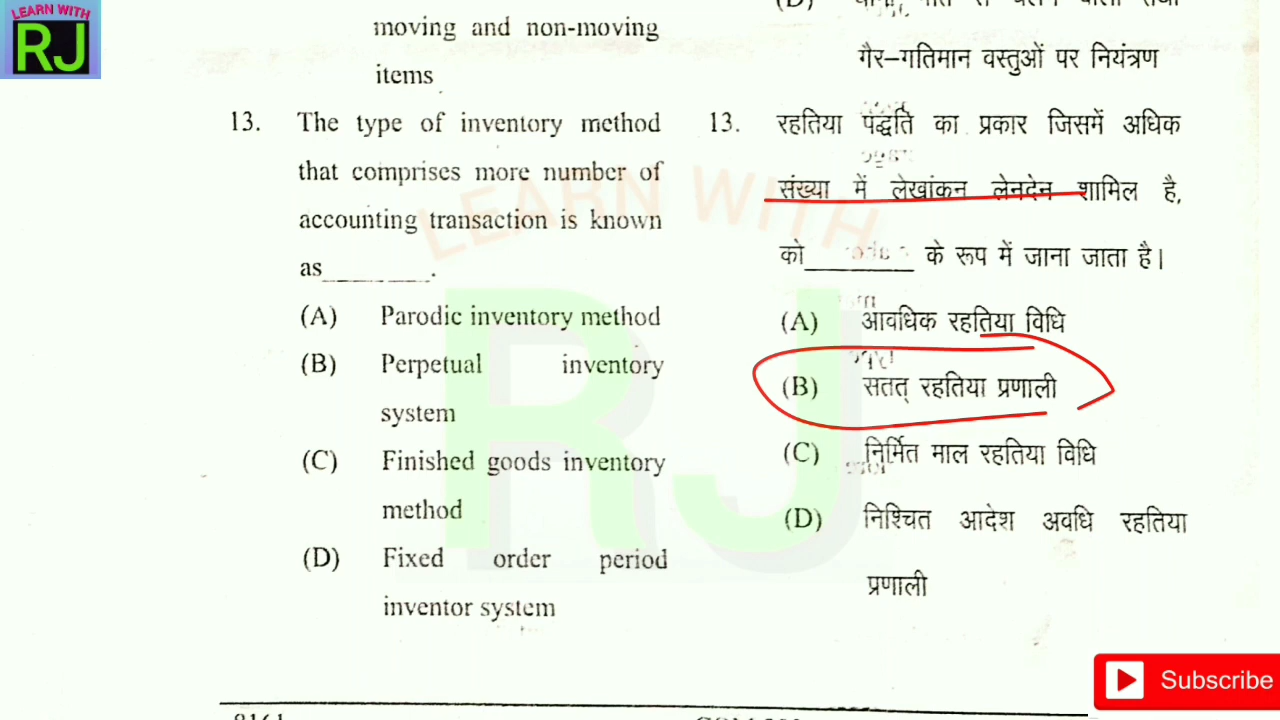 LEARN WITH
RJ
moving and non-moving
items
13. The type of inventory method
that comprises more number of
accounting transaction is known
as________.
(A) Parodic inventory method
(B) Perpetual inventory
system
(C) Finished goods inventory
method
(D) Fixed order period
inventor system
गैर–गतिमान वस्तुओं पर नियंत्रण
13. रहतिया पद्धति का प्रकार जिसमें अधिक
संख्या में लेखांकन लेनदेन शामिल है,
को________ के रूप में जाना जाता है।
(A) आवधिक रहतिया विधि
(B) सतत् रहतिया प्रणाली
(C) निर्मित माल रहतिया विधि
(D) निश्चित आदेश अवधि रहतिया
प्रणाली
LEARN WITH
RJ
Subscribe